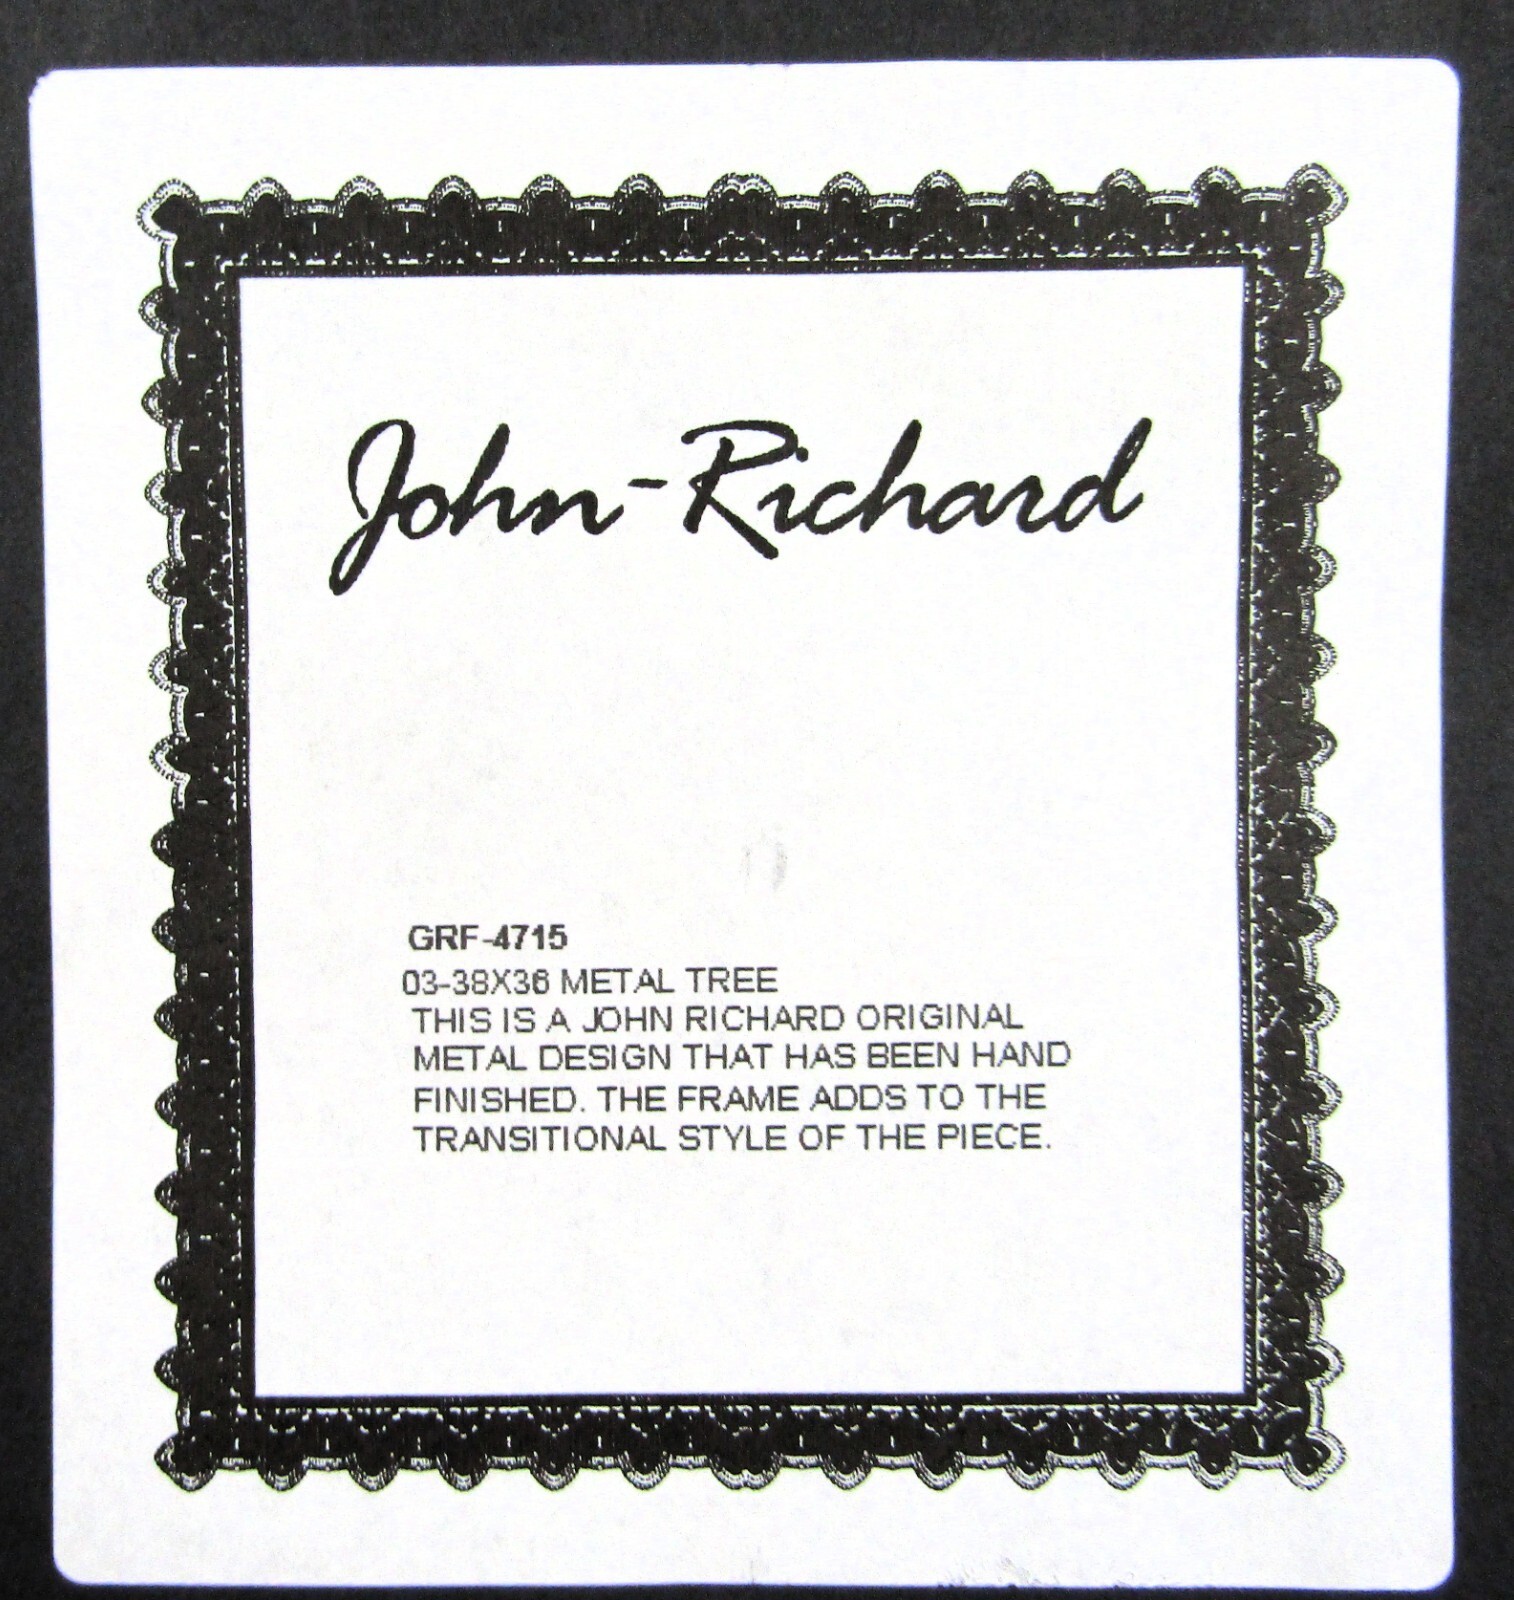 John-Richard
GRF-4715
03-38X36 METAL TREE
THIS IS A JOHN RICHARD ORIGINAL
METAL DESIGN THAT HAS BEEN HAND
FINISHED. THE FRAME ADDS TO THE
TRANSITIONAL STYLE OF THE PIECE.